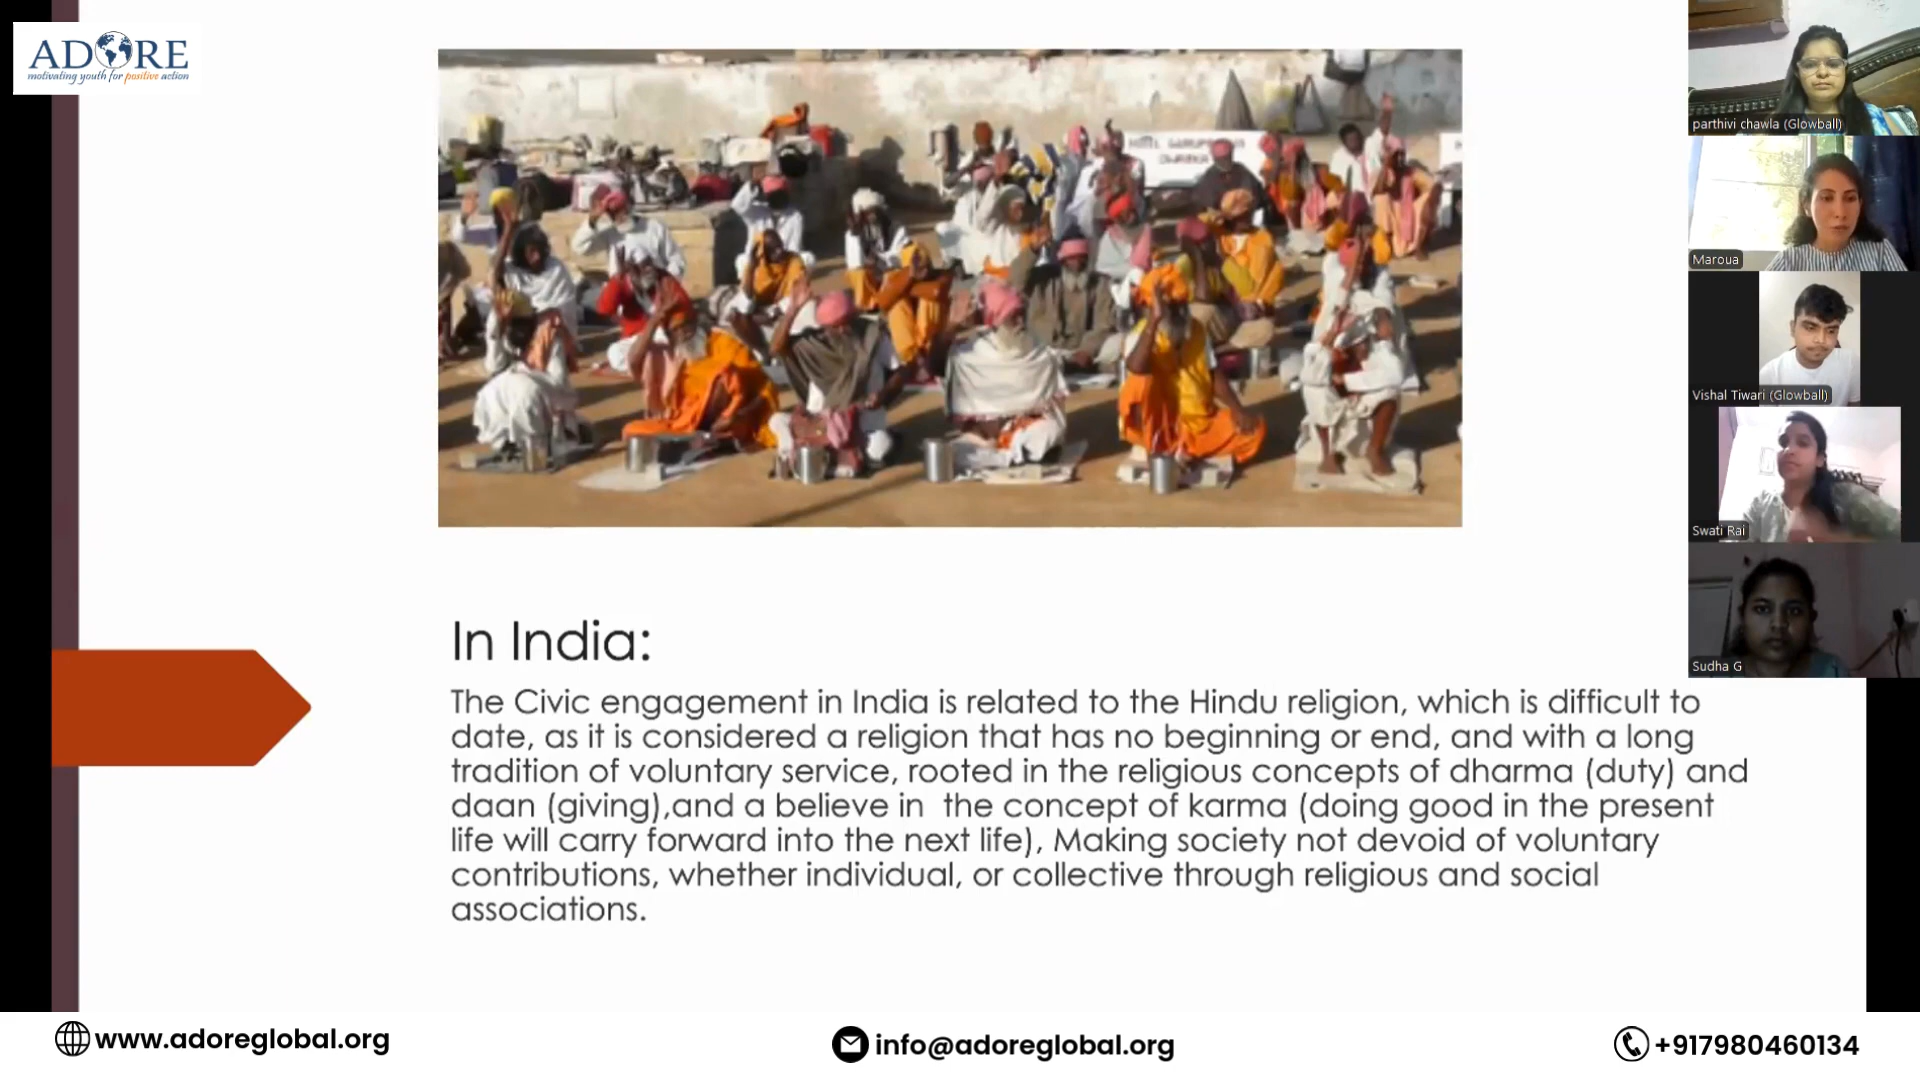 ADORE
motivating youth for positive action
parthivi chawla (Glowball)
Maroua
Vishal Tiwari (Glowball)
Swati Rai
Sudha G
In India:
The Civic engagement in India is related to the Hindu religion, which is difficult to
date, as it is considered a religion that has no beginning or end, and with a long
tradition of voluntary service, rooted in the religious concepts of dharma (duty) and
daan (giving),and a believe in  the concept of karma (doing good in the present
life will carry forward into the next life), Making society not devoid of voluntary
contributions, whether individual, or collective through religious and social
associations.
www.adoreglobal.org
info@adoreglobal.org
+917980460134